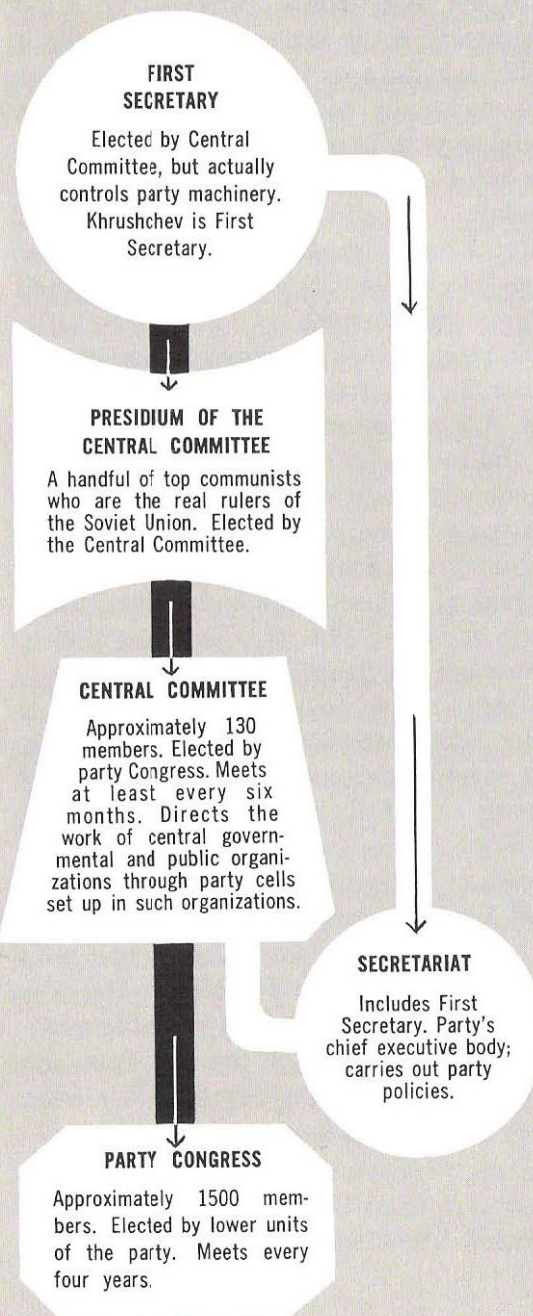 FIRST
SECRETARY
Elected by Central
Committee, but actually
controls party machinery.
Khrushchev is First
Secretary.
PRESIDIUM OF THE
CENTRAL COMMITTEE
A handful of top communists
who are the real rulers of
the Soviet Union. Elected by
the Central Committee.
CENTRAL COMMITTEE
Approximately 130
members. Elected by
party Congress. Meets
at least every six
months. Directs the
work of central govern-
mental and public organi-
zations through party cells
set up in such organizations.
SECRETARIAT
Includes First
Secretary. Party's
chief executive body;
carries out party
policies.
PARTY CONGRESS
Approximately 1500 mem-
bers. Elected by lower units
of the party. Meets every
four years.